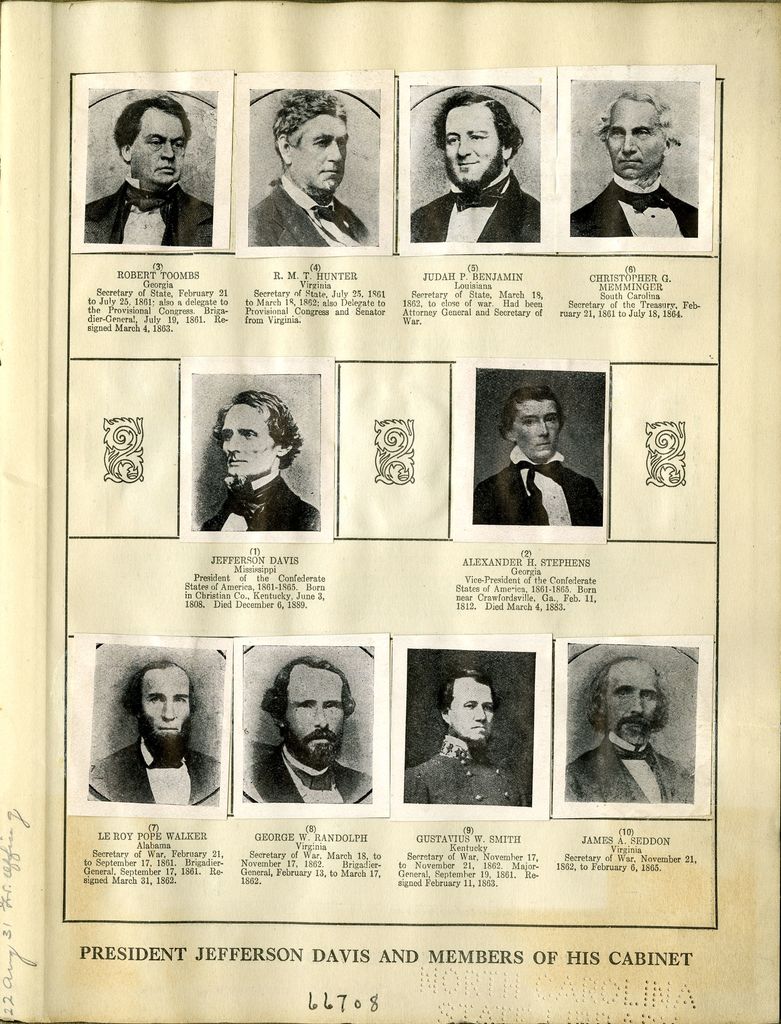 (3)
ROBERT TOOMBS
Georgia
Secretary of State, February 21
to July 25, 1861; also a delegate to
the Provisional Congress. Briga-
dier-General, July 19, 1861. Re-
signed March 4, 1863.
(4)
R. M. T. HUNTER
Virginia
Secretary of State, July 25, 1861
to March 18, 1862; also Delegate to
Provisional Congress and Senator
from Virginia.
(5)
JUDAH P. BENJAMIN
Louisiana
Secretary of State, March 18,
1862, to close of war. Had been
Attorney General and Secretary of
War.
(6)
CHRISTOPHER G.
MEMMINGER
South Carolina
Secretary of the Treasury, Feb-
ruary 21, 1861 to July 18, 1864.
(1)
JEFFERSON DAVIS
Mississippi
President of the Confederate
States of America, 1861-1865. Born
in Christian Co., Kentucky, June 3,
1808. Died December 6, 1889.
(2)
ALEXANDER H. STEPHENS
Georgia
Vice-President of the Confederate
States of America, 1861-1865. Born
near Crawfordsville, Ga., Feb. 11,
1812. Died March 4, 1883.
(7)
LE ROY POPE WALKER
Alabama
Secretary of War, February 21,
to September 17, 1861. Brigadier-
General, September 17, 1861. Re-
signed March 31, 1862.
(8)
GEORGE W. RANDOLPH
Virginia
Secretary of War, March 18, to
November 17, 1862. Brigadier-
General, February 13, to March 17,
1862.
(9)
GUSTAVIUS W. SMITH
Kentucky
Secretary of War, November 17,
to November 21, 1862. Major-
General, September 19, 1861. Re-
signed February 11, 1863.
(10)
JAMES A. SEDDON
Virginia
Secretary of War, November 21,
1862, to February 6, 1865.
PRESIDENT JEFFERSON DAVIS AND MEMBERS OF HIS CABINET
66708
NORTH CAROLINA
22 Aug 31